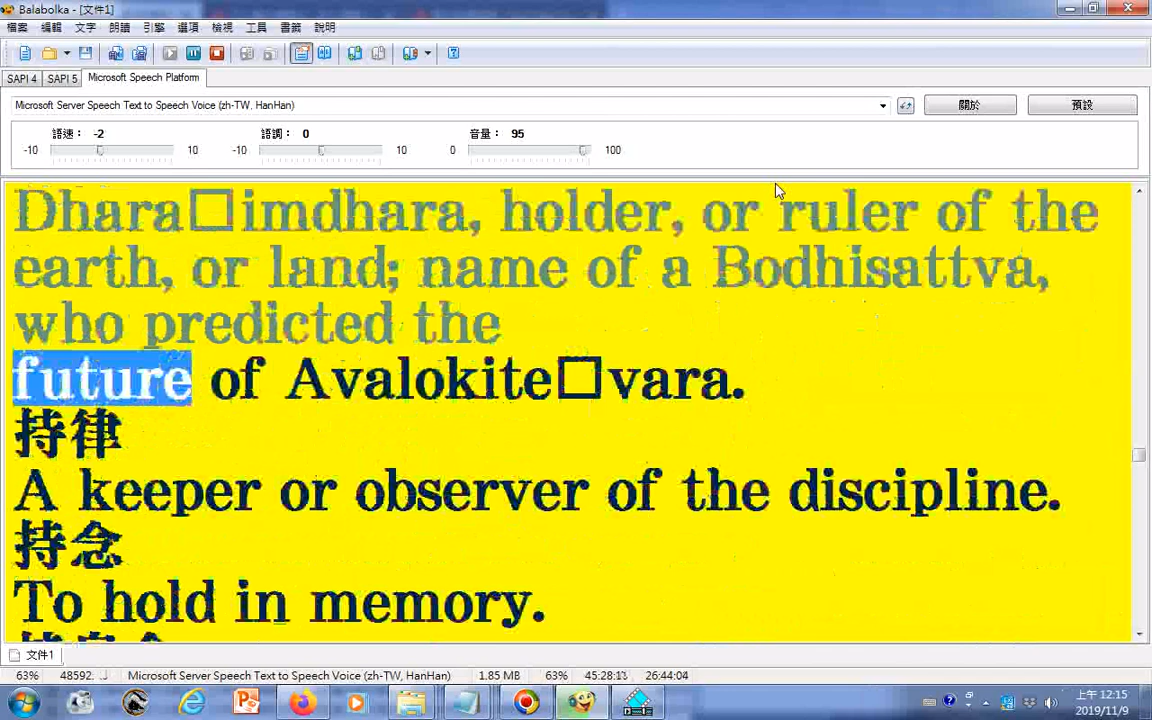 Balabolka - [文件1]
檔案 編輯 文字 朗讀 引擎 選項 檢視 工具 書籤 說明
SAPI 4 SAPI 5 Microsoft Speech Platform
Microsoft Server Speech Text to Speech Voice (zh-TW, HanHan) 關於 預設
語速： -2 語調： 0 音量： 95
-10 10 -10 10 0 100
Dhara□imdhara, holder, or ruler of the
earth, or land; name of a Bodhisattva,
who predicted the
future of Avalokite□vara.
持律
A keeper or observer of the discipline.
持念
To hold in memory.
文件1
63% 48592. Microsoft Server Speech Text to Speech Voice (zh-TW, HanHan) 1.85 MB 63% 26:44:04
上午 12:15
2019/11/9